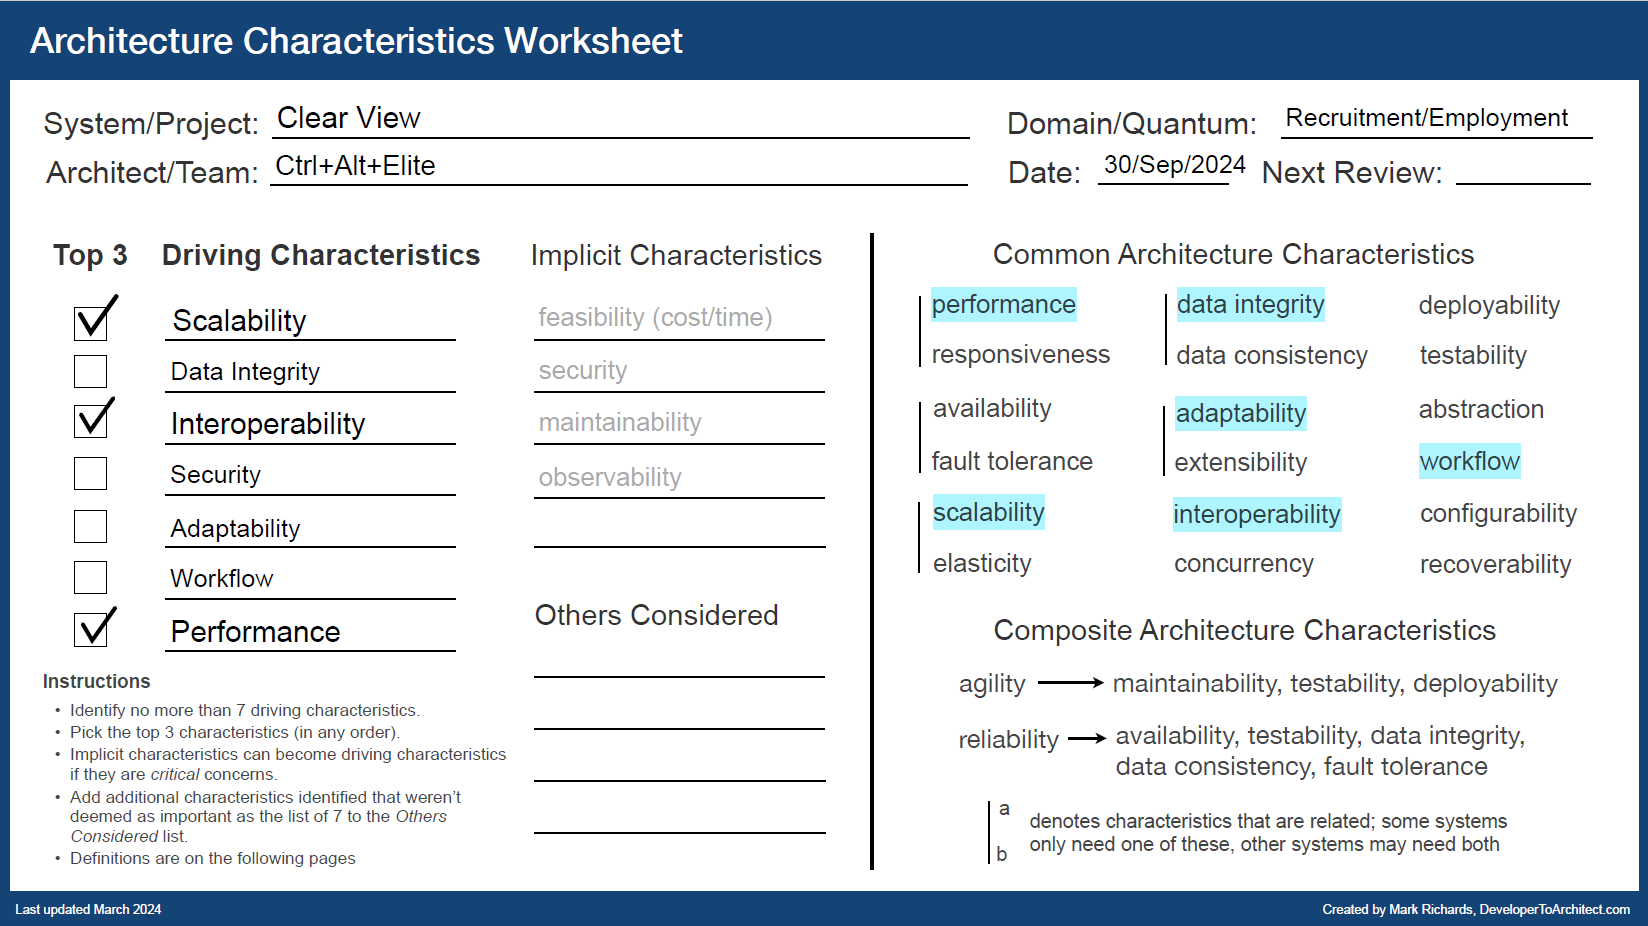 Architecture Characteristics Worksheet
System/Project: Clear View
Domain/Quantum: Recruitment/Employment
Architect/Team: Ctrl+Alt+Elite
Date: 30/Sep/2024 Next Review:
Top 3 Driving Characteristics
Scalability
Data Integrity
Interoperability
Security
Adaptability
Workflow
Performance
Instructions
• Identify no more than 7 driving characteristics.
• Pick the top 3 characteristics (in any order).
• Implicit characteristics can become driving characteristics
if they are critical concerns.
• Add additional characteristics identified that weren’t
deemed as important as the list of 7 to the Others
Considered list.
• Definitions are on the following pages
Implicit Characteristics
feasibility (cost/time)
security
maintainability
observability
Others Considered
Common Architecture Characteristics
performance data integrity deployability
responsiveness data consistency testability
availability adaptability abstraction
fault tolerance extensibility workflow
scalability interoperability configurability
elasticity concurrency recoverability
Composite Architecture Characteristics
agility maintainability, testability, deployability
reliability availability, testability, data integrity,
data consistency, fault tolerance
a
b
denotes characteristics that are related; some systems
only need one of these, other systems may need both
Last updated March 2024
Created by Mark Richards, DeveloperToArchitect.com